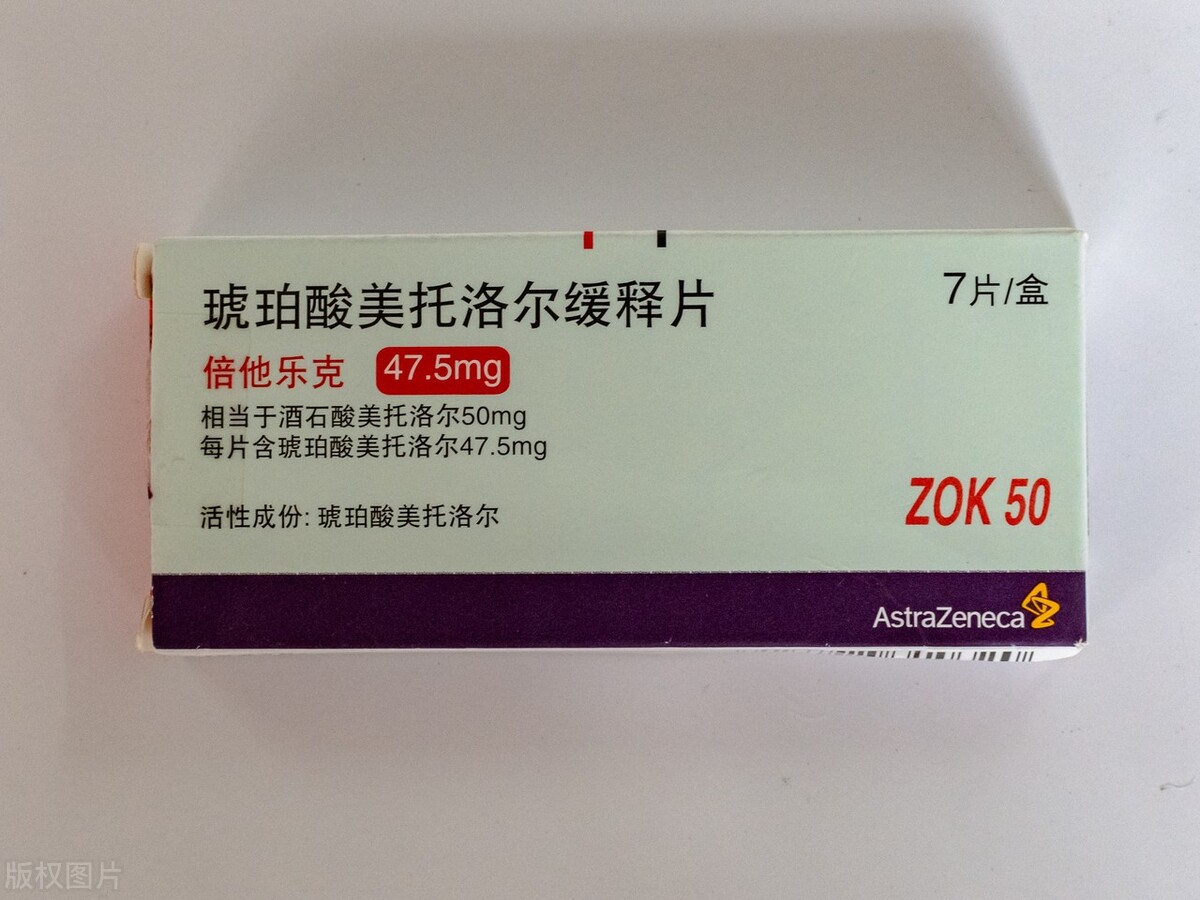 琥珀酸美托洛尔缓释片
7片/盒
倍他乐克 47.5mg
相当于酒石酸美托洛尔50mg
每片含琥珀酸美托洛尔47.5mg
活性成份: 琥珀酸美托洛尔
ZOK 50
AstraZeneca
版权图片